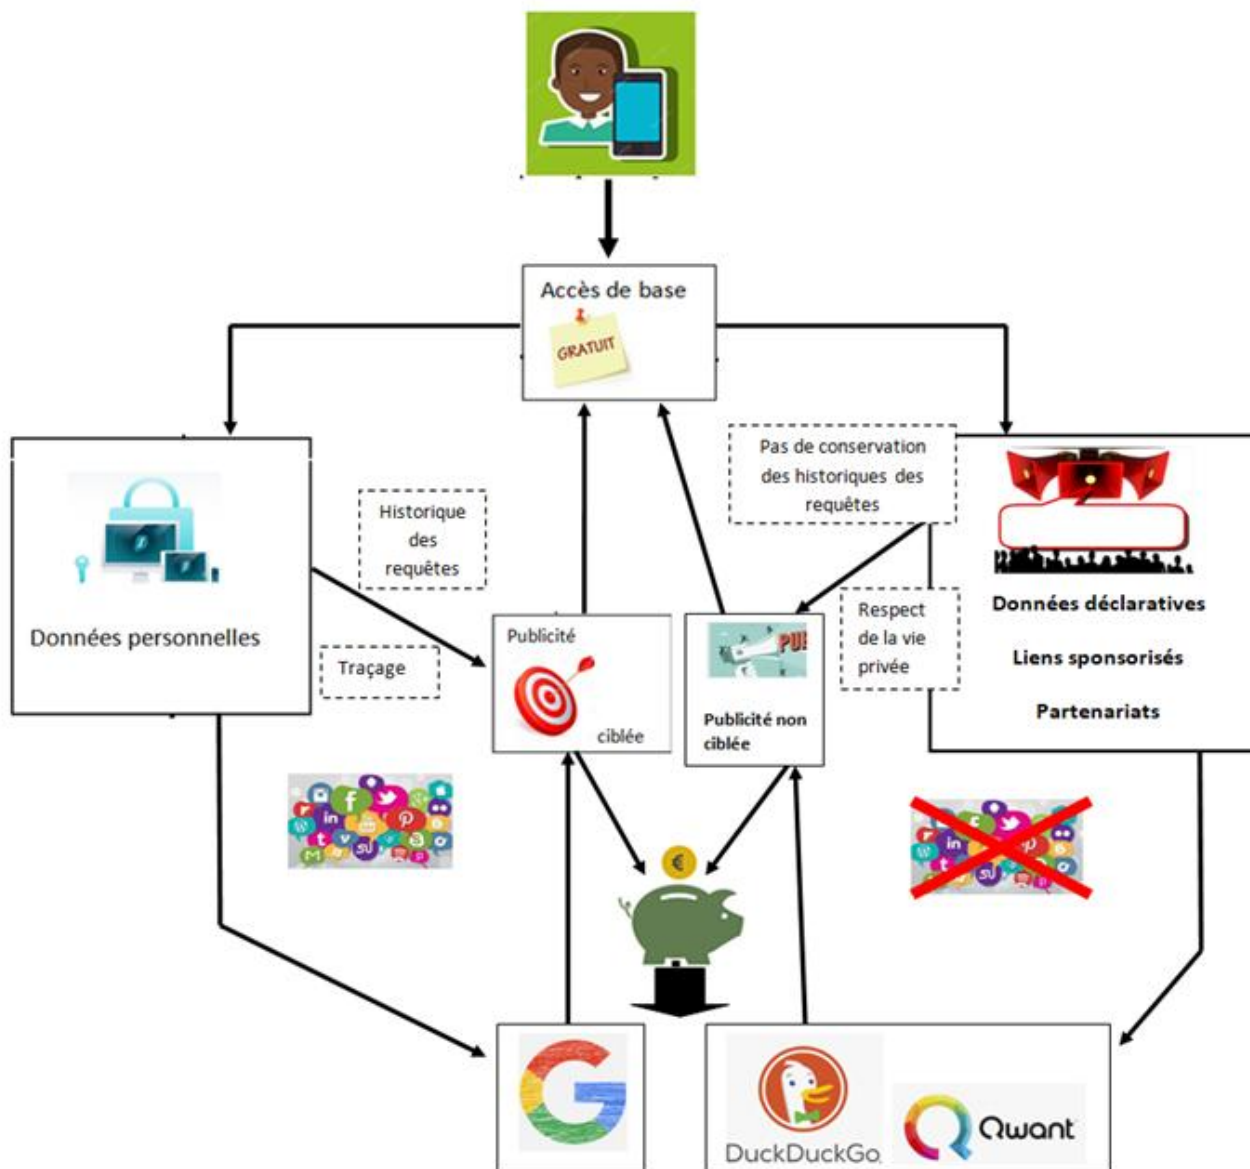 Accès de base
GRATUIT
Pas de conservation
des historiques des
requêtes
Historique
des
requêtes
Données personnelles
Traçage
Publicité
ciblée
PUB
Publicité non
ciblée
Respect
de la vie
privée
Données déclaratives
Liens sponsorisés
Partenariats
€
G
DuckDuckGo.
Qwant